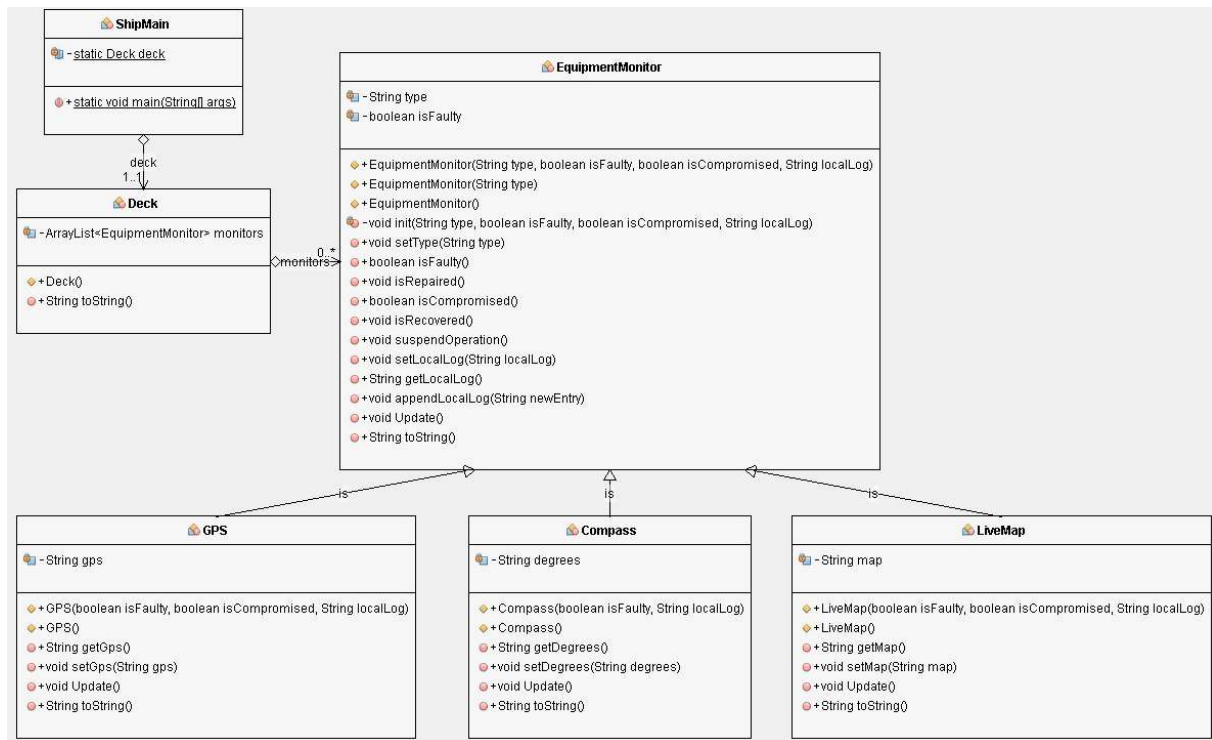 ShipMain
- static Deck deck
+ static void main(String[] args)
deck
1..1
Deck
- ArrayList<EquipmentMonitor> monitors
+ Deck()
+ String toString()
0..*
monitors
EquipmentMonitor
- String type
- boolean isFaulty
+ EquipmentMonitor(String type, boolean isFaulty, boolean isCompromised, String localLog)
+ EquipmentMonitor(String type)
+ EquipmentMonitor()
- void init(String type, boolean isFaulty, boolean isCompromised, String localLog)
+ void setType(String type)
+ boolean isFaulty()
+ void isRepaired()
+ boolean isCompromised()
+ void isRecovered()
+ void suspendOperation()
+ void setLocalLog(String localLog)
+ String getLocalLog()
+ void appendLocalLog(String newEntry)
+ void Update()
+ String toString()
is
is
is
GPS
- String gps
+ GPS(boolean isFaulty, boolean isCompromised, String localLog)
+ GPS()
+ String getGps()
+ void setGps(String gps)
+ void Update()
+ String toString()
Compass
- String degrees
+ Compass(boolean isFaulty, String localLog)
+ Compass()
+ String getDegrees()
+ void setDegrees(String degrees)
+ void Update()
+ String toString()
LiveMap
- String map
+ LiveMap(boolean isFaulty, boolean isCompromised, String localLog)
+ LiveMap()
+ String getMap()
+ void setMap(String map)
+ void Update()
+ String toString()